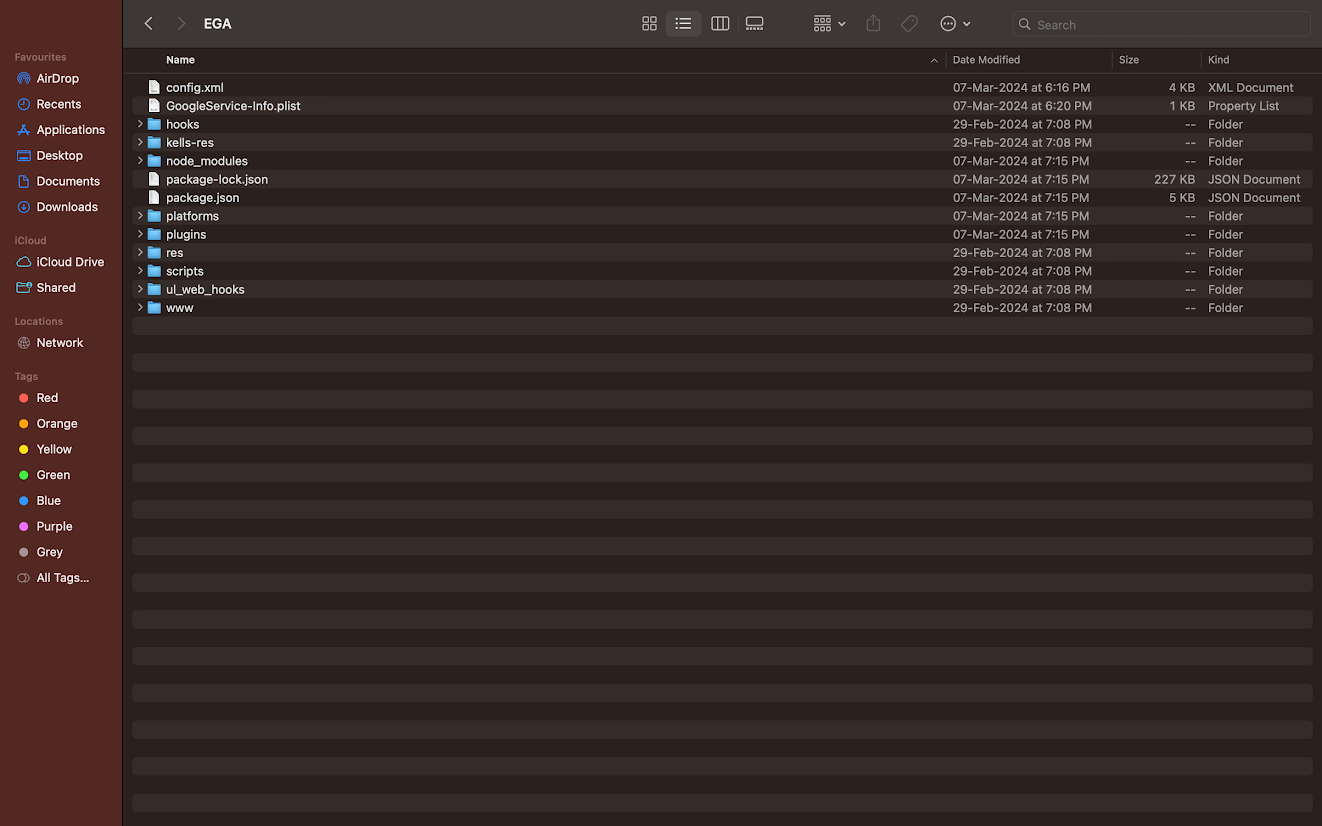 EGA
Search
Favourites
AirDrop
Recents
Applications
Desktop
Documents
Downloads
iCloud
iCloud Drive
Shared
Locations
Network
Tags
Red
Orange
Yellow
Green
Blue
Purple
Grey
All Tags...
Name Date Modified Size Kind
config.xml 07-Mar-2024 at 6:16 PM 4 KB XML Document
GoogleService-Info.plist 07-Mar-2024 at 6:20 PM 1 KB Property List
hooks 29-Feb-2024 at 7:08 PM -- Folder
kells-res 29-Feb-2024 at 7:08 PM -- Folder
node_modules 07-Mar-2024 at 7:15 PM -- Folder
package-lock.json 07-Mar-2024 at 7:15 PM 227 KB JSON Document
package.json 07-Mar-2024 at 7:15 PM 5 KB JSON Document
platforms 07-Mar-2024 at 7:15 PM -- Folder
plugins 07-Mar-2024 at 7:15 PM -- Folder
res 29-Feb-2024 at 7:08 PM -- Folder
scripts 29-Feb-2024 at 7:08 PM -- Folder
ul_web_hooks 29-Feb-2024 at 7:08 PM -- Folder
www 29-Feb-2024 at 7:08 PM -- Folder